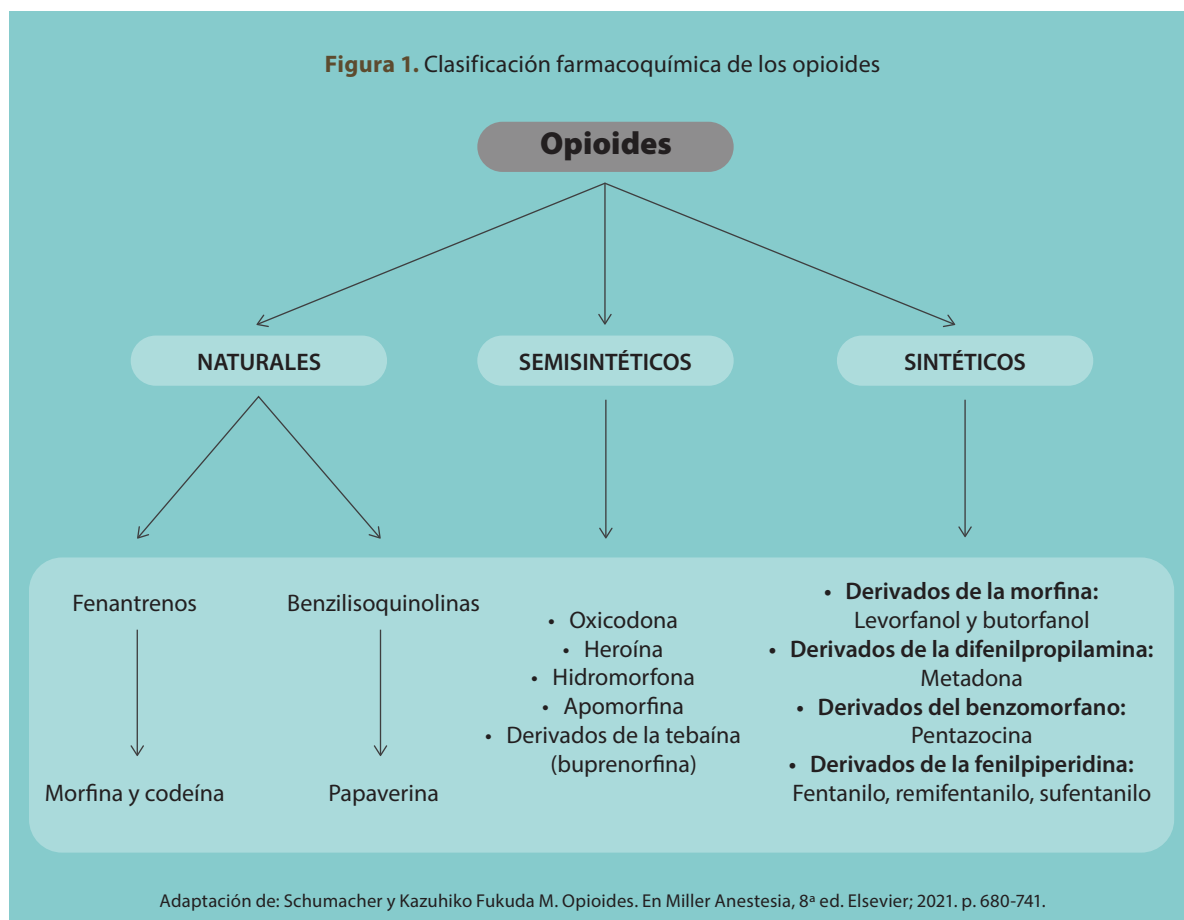 Figura 1. Clasificación farmacoquímica de los opioides
Opioides
NATURALES
SEMISINTÉTICOS
SINTÉTICOS
Fenantrenos
Morfina y codeína
Benzilisoquinolinas
Papaverina
• Oxicodona
• Heroína
• Hidromorfona
• Apomorfina
• Derivados de la tebaína
(buprenorfina)
• Derivados de la morfina:
Levorfanol y butorfanol
• Derivados de la difenilpropilamina:
Metadona
• Derivados del benzomorfano:
Pentazocina
• Derivados de la fenilpiperidina:
Fentanilo, remifentanilo, sufentanilo
Adaptación de: Schumacher y Kazuhiko Fukuda M. Opioides. En Miller Anestesia, 8ª ed. Elsevier; 2021. p. 680-741.